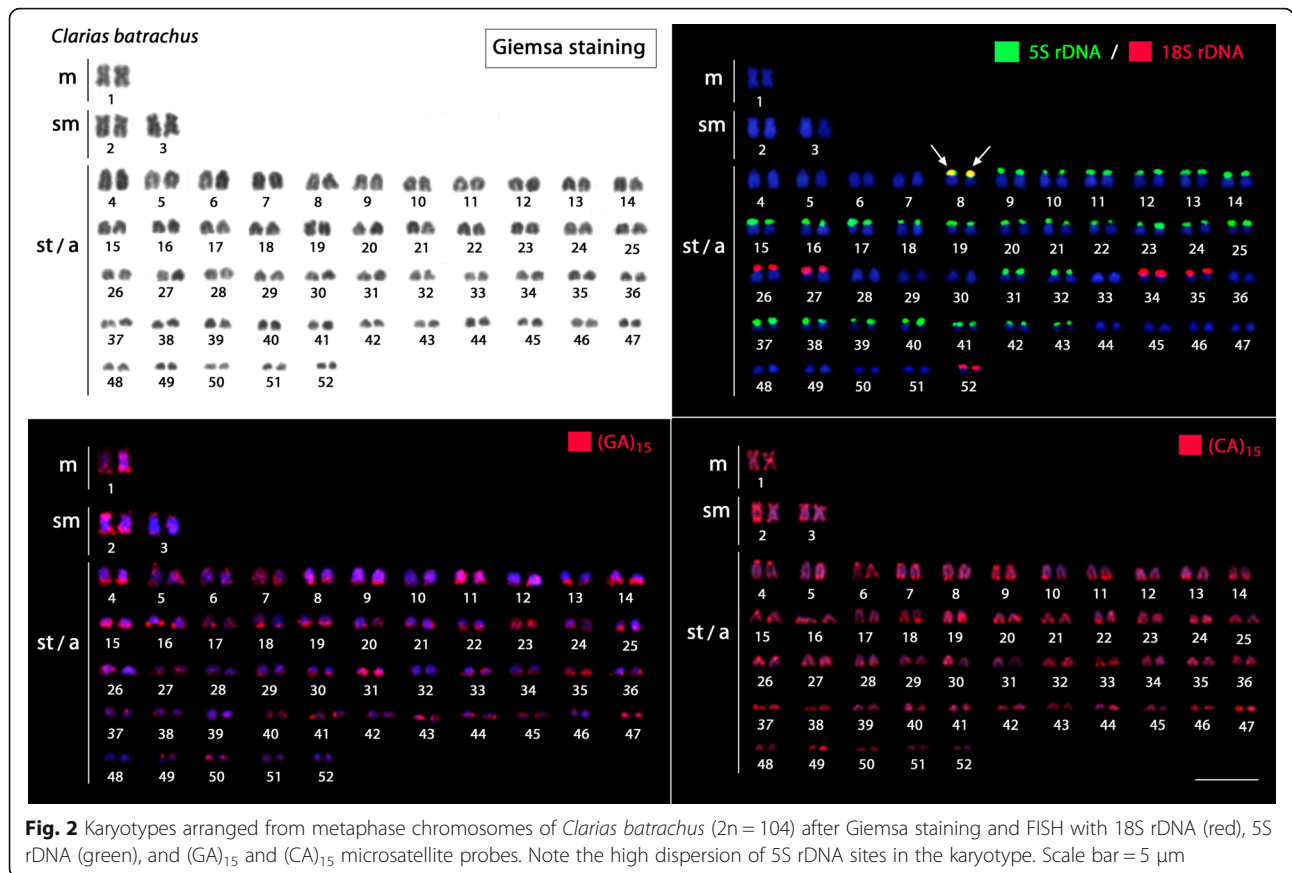 Clarias batrachus
Giemsa staining
m
1
sm
2 3
st / a
4 5 6 7 8 9 10 11 12 13 14
15 16 17 18 19 20 21 22 23 24 25
26 27 28 29 30 31 32 33 34 35 36
37 38 39 40 41 42 43 44 45 46 47
48 49 50 51 52
5S rDNA / 18S rDNA
m
1
sm
2 3
st / a
4 5 6 7 8 9 10 11 12 13 14
15 16 17 18 19 20 21 22 23 24 25
26 27 28 29 30 31 32 33 34 35 36
37 38 39 40 41 42 43 44 45 46 47
48 49 50 51 52
(GA)15
m
1
sm
2 3
st / a
4 5 6 7 8 9 10 11 12 13 14
15 16 17 18 19 20 21 22 23 24 25
26 27 28 29 30 31 32 33 34 35 36
37 38 39 40 41 42 43 44 45 46 47
48 49 50 51 52
(CA)15
m
1
sm
2 3
st / a
4 5 6 7 8 9 10 11 12 13 14
15 16 17 18 19 20 21 22 23 24 25
26 27 28 29 30 31 32 33 34 35 36
37 38 39 40 41 42 43 44 45 46 47
48 49 50 51 52
Fig. 2 Karyotypes arranged from metaphase chromosomes of Clarias batrachus (2n = 104) after Giemsa staining and FISH with 18S rDNA (red), 5S
rDNA (green), and (GA)15 and (CA)15 microsatellite probes. Note the high dispersion of 5S rDNA sites in the karyotype. Scale bar = 5 μm